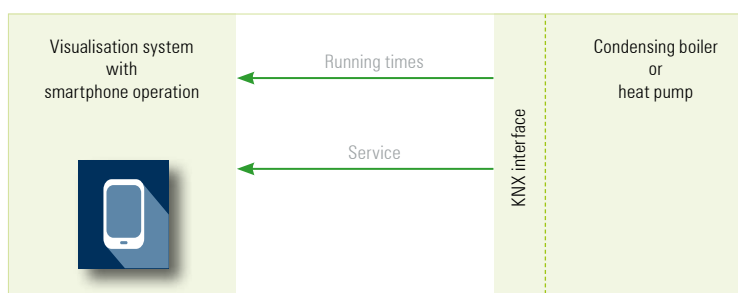 Visualisation system
with
smartphone operation
Running times
Service
KNX interface
Condensing boiler
or
heat pump